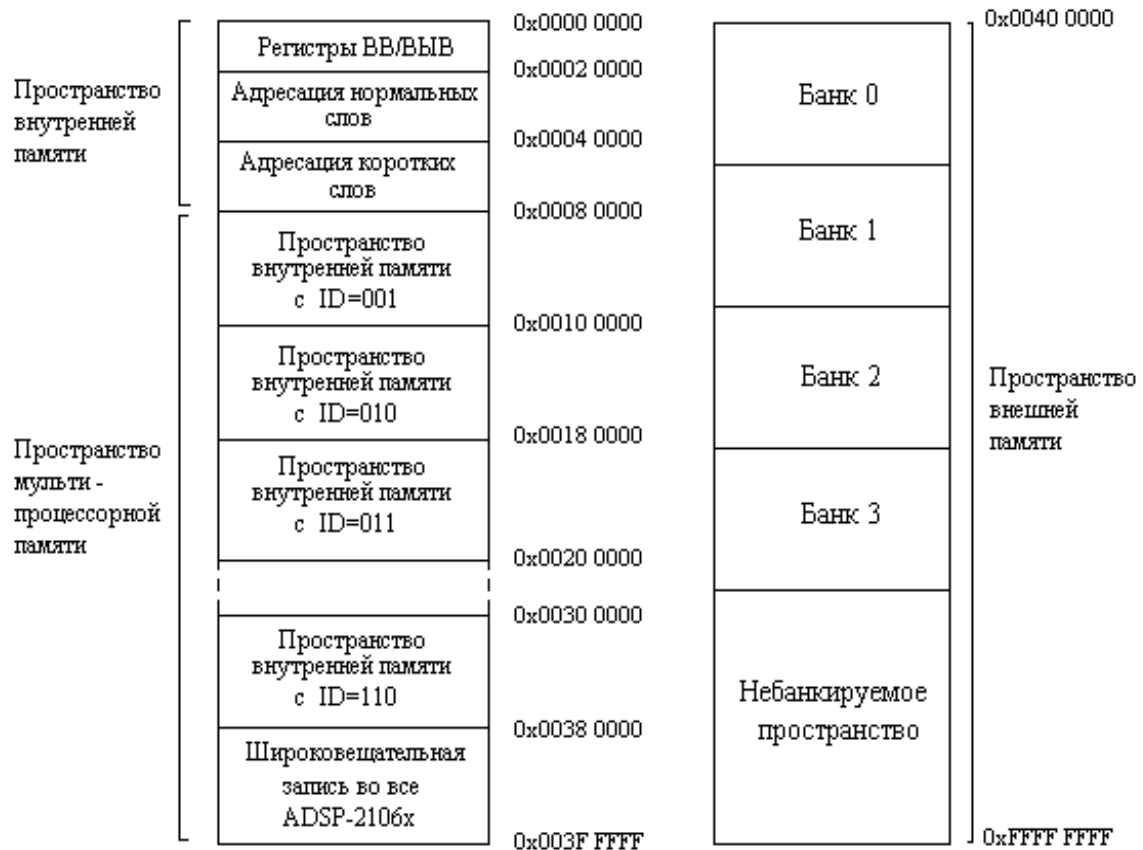 0x0000 0000
Регистры ВВ/ВЫВ
0x0002 0000
Пространство
внутренней
памяти
Адресация нормальных
слов
0x0004 0000
Адресация коротких
слов
0x0008 0000
Пространство
внутренней памяти
с ID=001
0x0010 0000
Пространство
внутренней памяти
с ID=010
0x0018 0000
Пространство
мульти -
процессорной
памяти
Пространство
внутренней памяти
с ID=011
0x0020 0000
0x0030 0000
Пространство
внутренней памяти
с ID=110
0x0038 0000
Широковещательная
запись во все
ADSP-2106x
0x003F FFFF
0x0040 0000
Банк 0
Банк 1
Банк 2
Банк 3
Пространство
внешней
памяти
Небанкируемое
пространство
0xFFFF FFFF